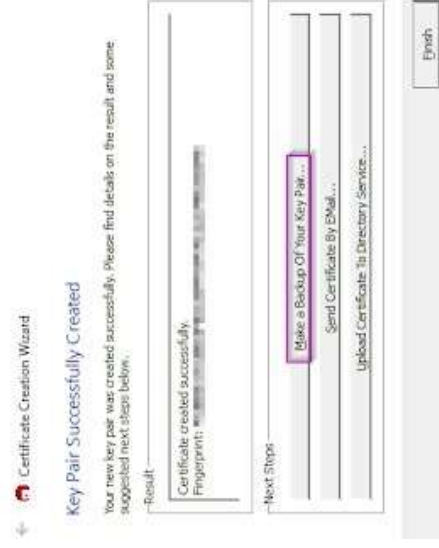 Certificate Creation Wizard
Key Pair Successfully Created
Your new key pair was created successfully. Please find details on the result and some
suggested next steps below.
Result
Certificate created successfully.
Fingerprint:
Next Steps
Make a Backup Of Your Key Pair...
Send Certificate By EMail...
Upload Certificate To Directory Service...
Finish